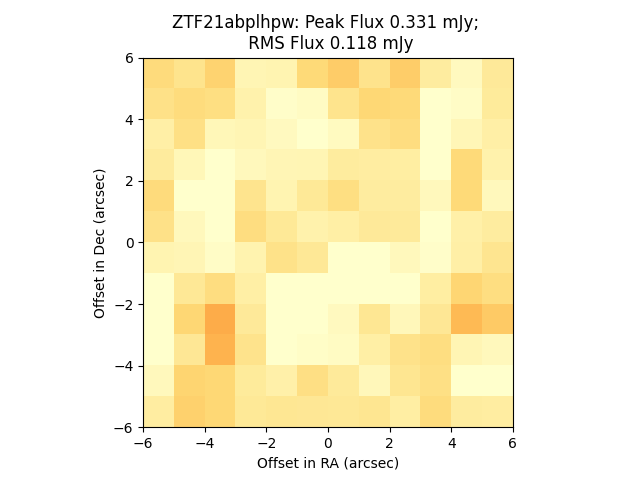 ZTF21abplhpw: Peak Flux 0.331 mJy;
RMS Flux 0.118 mJy
6
4
2
0
−2
−4
−6
Offset in Dec (arcsec)
−6 −4 −2 0 2 4 6
Offset in RA (arcsec)